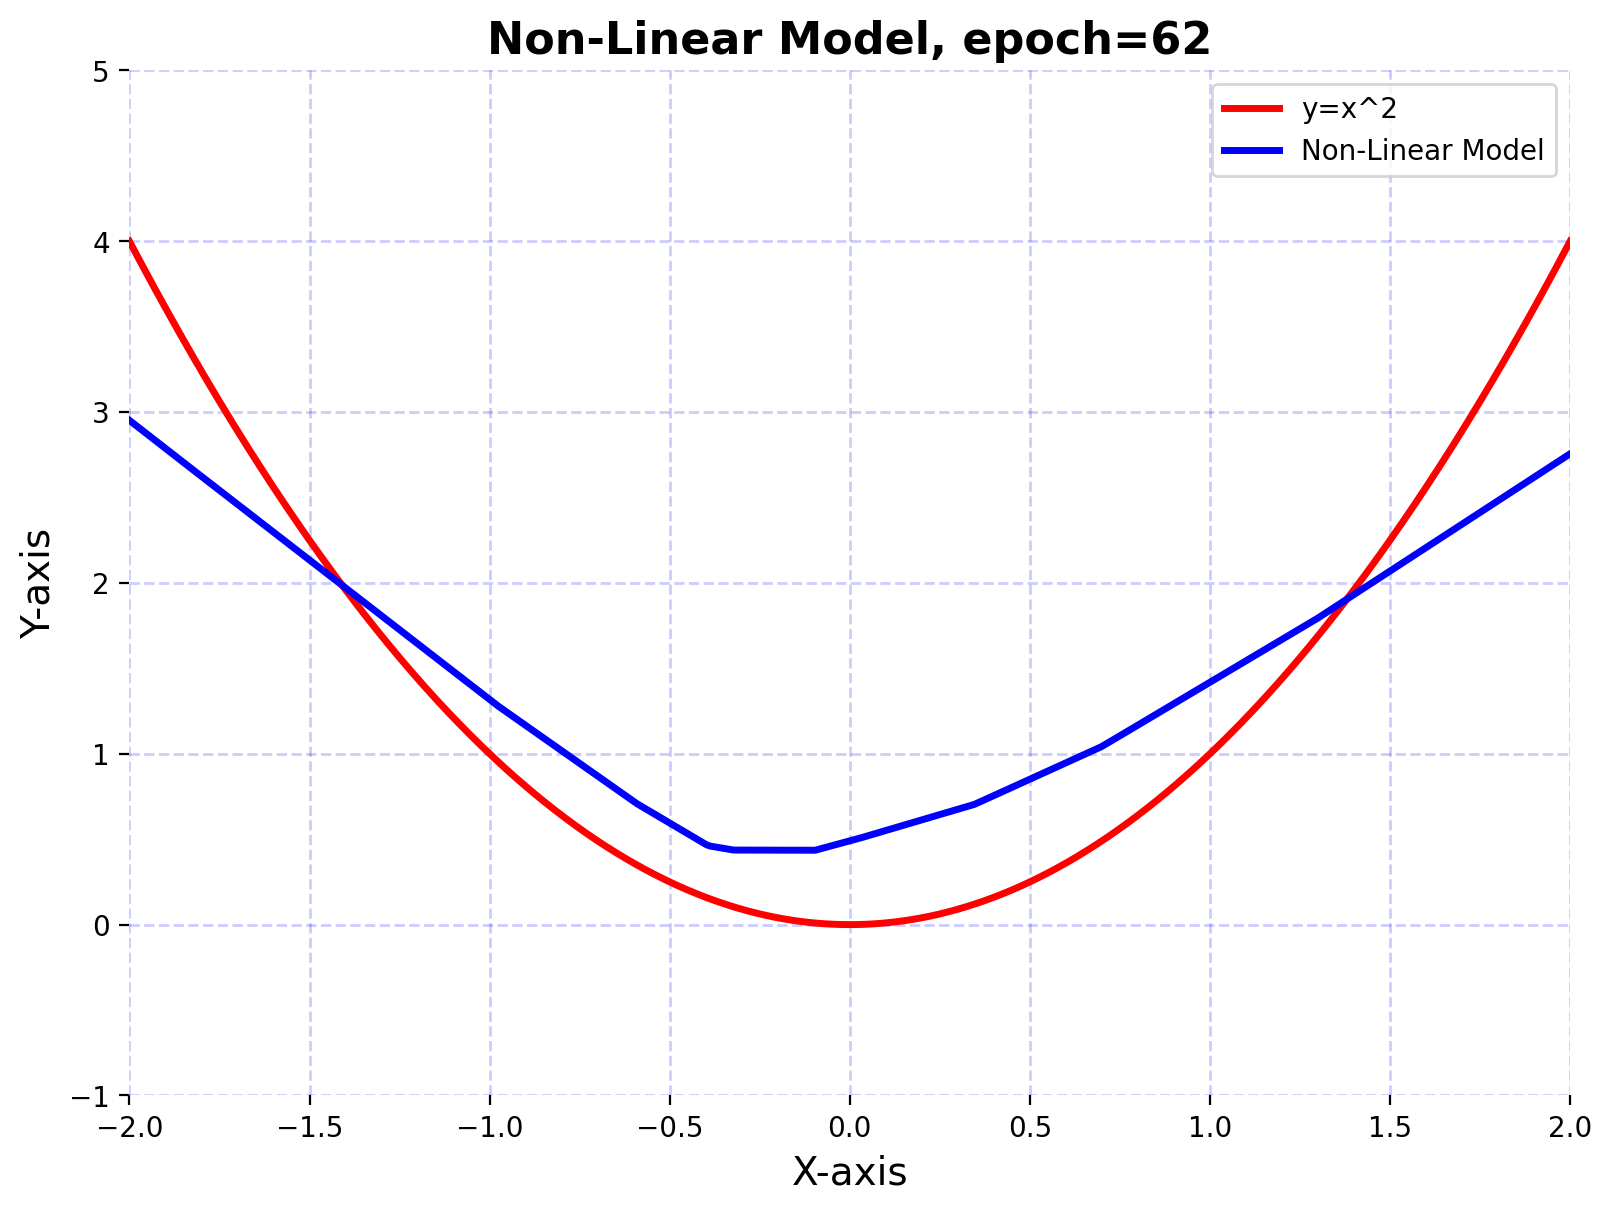 Non-Linear Model, epoch=62
y=x^2
Non-Linear Model
5
4
3
2
1
0
−1
Y-axis
−2.0 −1.5 −1.0 −0.5 0.0 0.5 1.0 1.5 2.0
X-axis